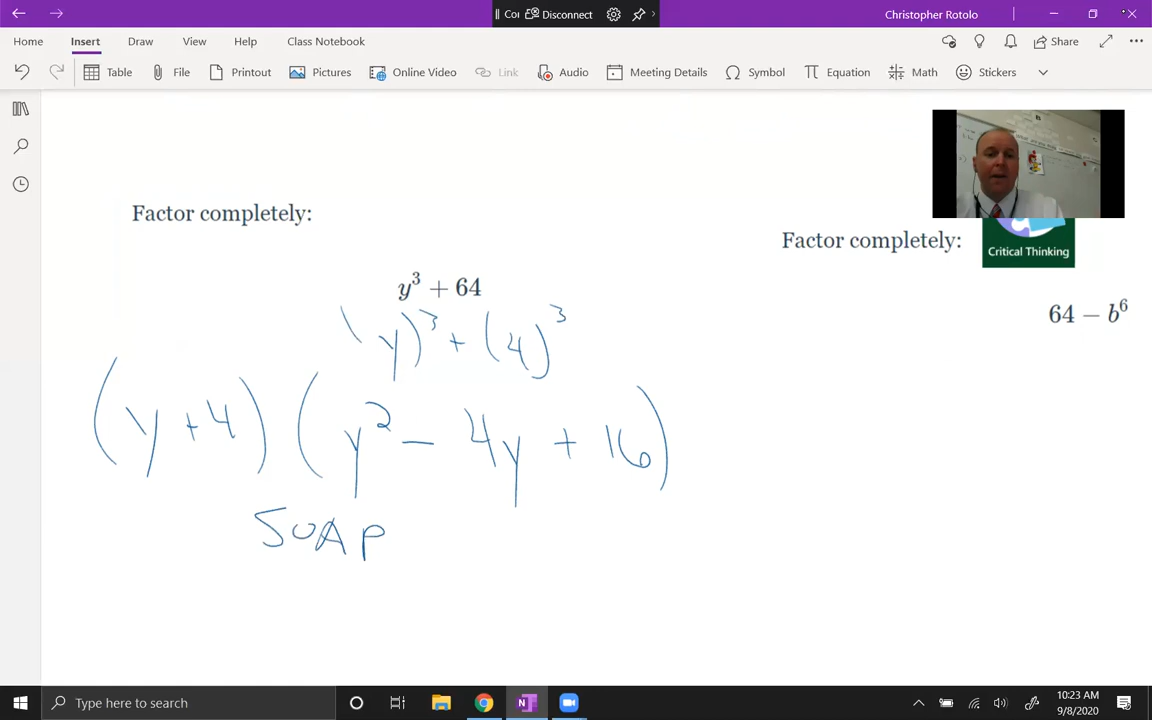 Cor Disconnect
Christopher Rotolo
Home Insert Draw View Help Class Notebook
Share
Table File Printout Pictures Online Video Link Audio Meeting Details Symbol Equation Math Stickers
Factor completely:
y³ + 64
(y)³ + (4)³
(y + 4) (y² − 4y + 16)
SOAP
Factor completely:
Critical Thinking
64 − b⁶
Type here to search
10:23 AM
9/8/2020